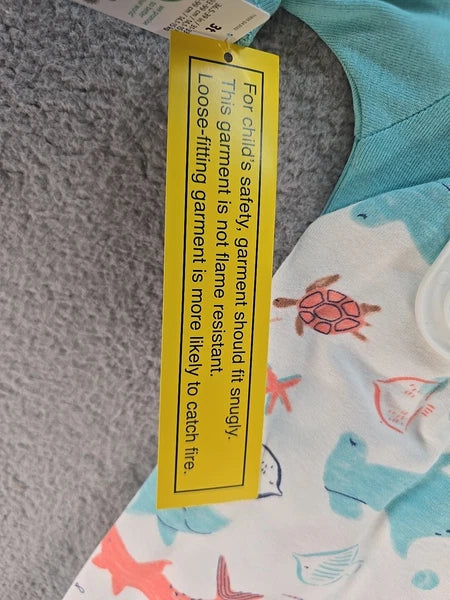 For child's safety, garment should fit snugly.
This garment is not flame resistant.
Loose-fitting garment is more likely to catch fire.